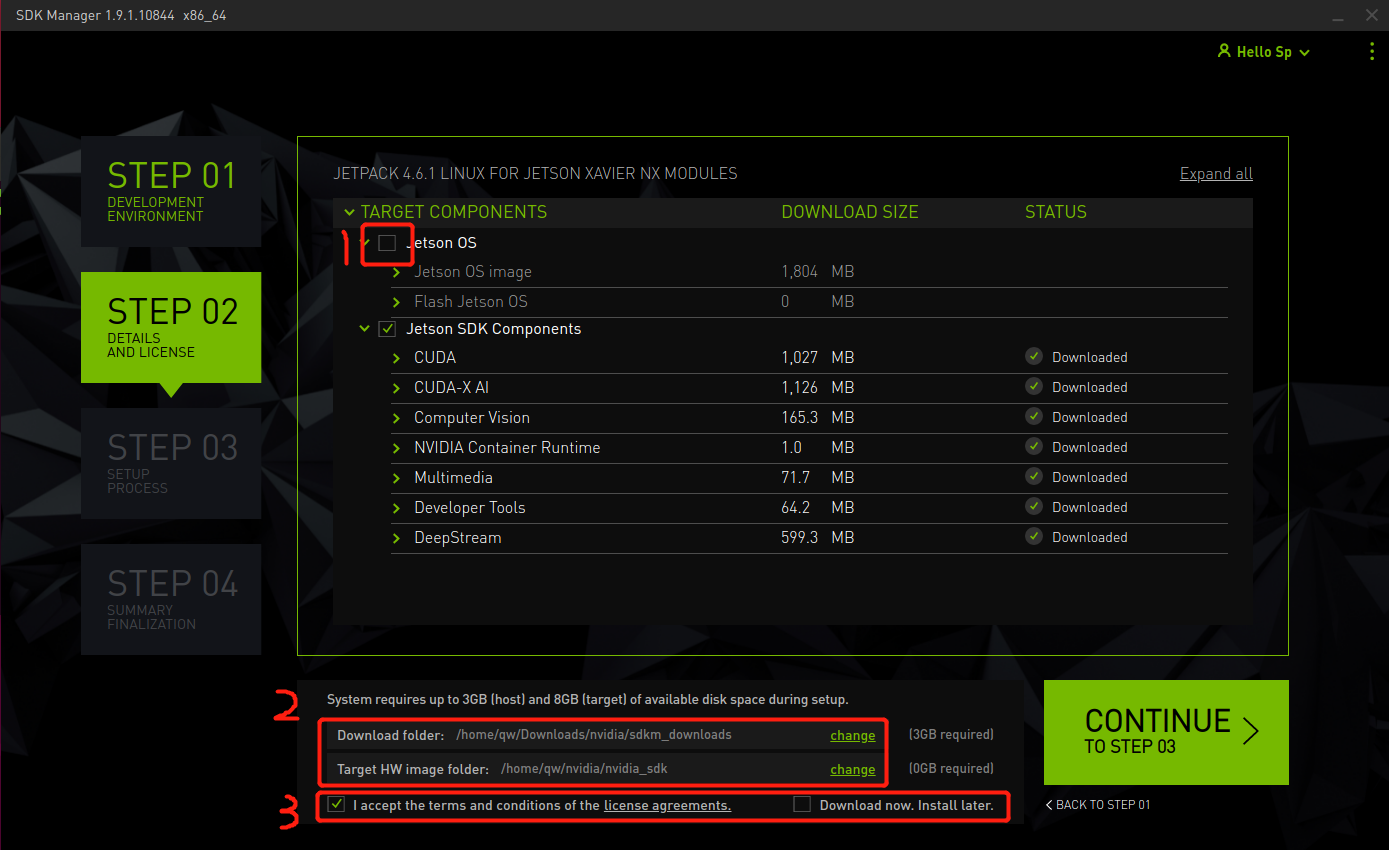 SDK Manager 1.9.1.10844 x86_64
Hello Sp
STEP 01
DEVELOPMENT
ENVIRONMENT
STEP 02
DETAILS
AND LICENSE
STEP 03
SETUP
PROCESS
STEP 04
SUMMARY
FINALIZATION
JETPACK 4.6.1 LINUX FOR JETSON XAVIER NX MODULES Expand all
TARGET COMPONENTS DOWNLOAD SIZE STATUS
1 Jetson OS
Jetson OS image 1,804 MB
Flash Jetson OS 0 MB
Jetson SDK Components
CUDA 1,027 MB Downloaded
CUDA-X AI 1,126 MB Downloaded
Computer Vision 165.3 MB Downloaded
NVIDIA Container Runtime 1.0 MB Downloaded
Multimedia 71.7 MB Downloaded
Developer Tools 64.2 MB Downloaded
DeepStream 599.3 MB Downloaded
System requires up to 3GB (host) and 8GB (target) of available disk space during setup.
2
Download folder: /home/qw/Downloads/nvidia/sdkm_downloads change (3GB required)
Target HW image folder: /home/qw/nvidia/nvidia_sdk change (0GB required)
3 I accept the terms and conditions of the license agreements. Download now. Install later.
CONTINUE
TO STEP 03
BACK TO STEP 01